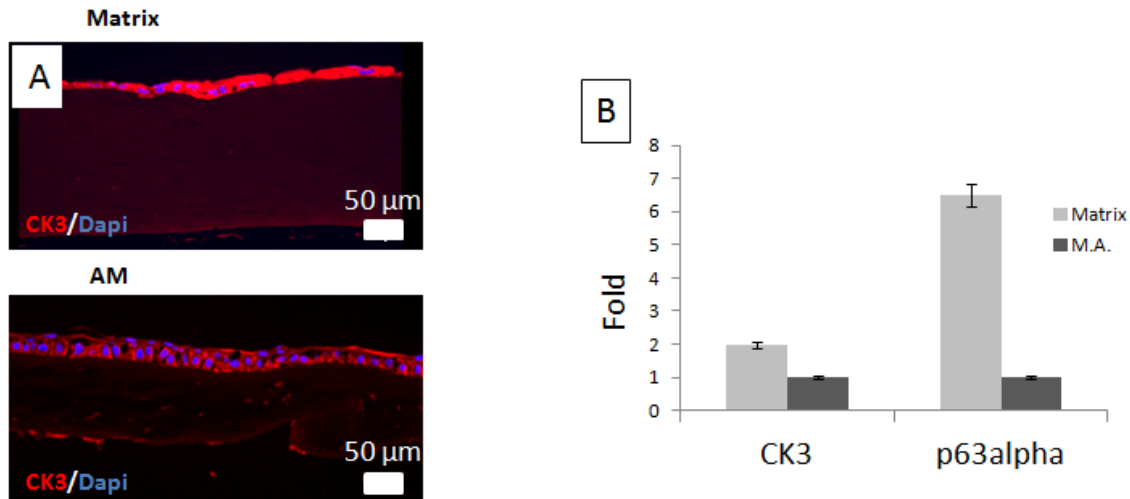 Matrix
A
50 µm
CK3/Dapi
AM
50 µm
CK3/Dapi
B
8
7
6
5
4
3
2
1
0
Fold
CK3
p63alpha
Matrix
M.A.